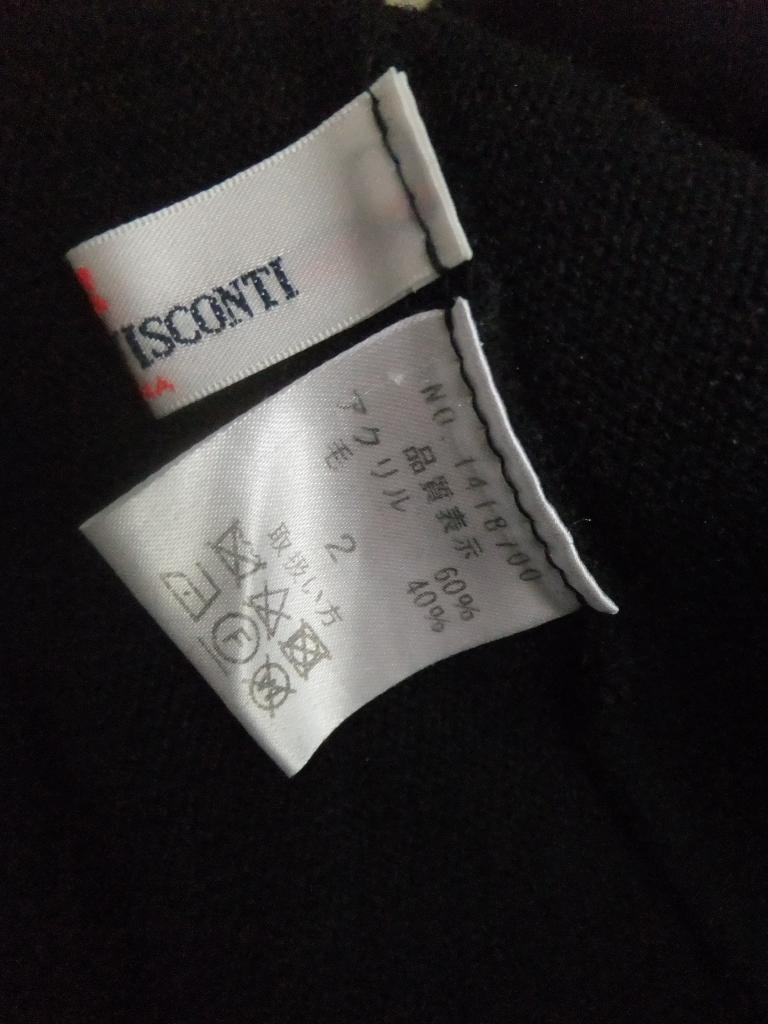 ISCONTI
NO. 1418700
品質表示
アクリル 60%
毛 40%
2
取扱い方
F
W